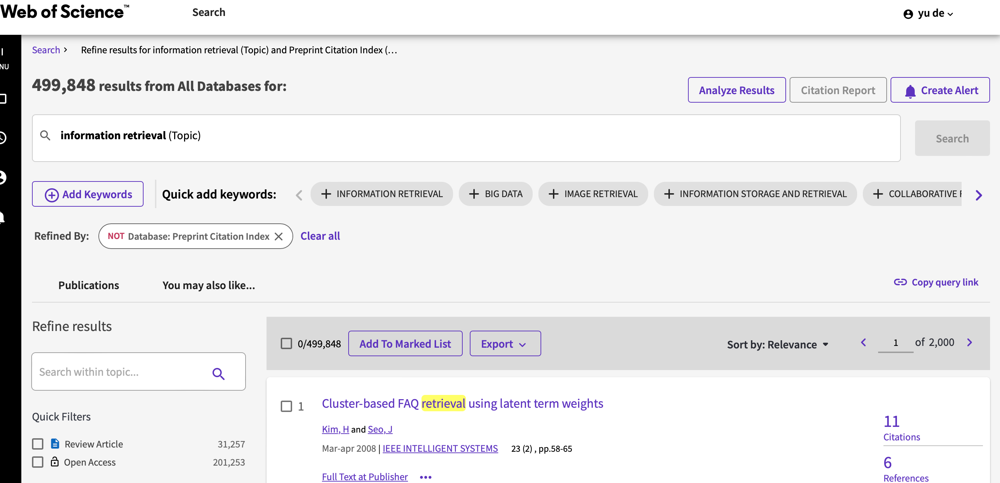 Web of Science™ Search yu de
NU
Search > Refine results for information retrieval (Topic) and Preprint Citation Index (...
499,848 results from All Databases for:
Analyze Results Citation Report Create Alert
information retrieval (Topic)
Search
Add Keywords Quick add keywords: + INFORMATION RETRIEVAL + BIG DATA + IMAGE RETRIEVAL + INFORMATION STORAGE AND RETRIEVAL + COLLABORATIVE F
Refined By: NOT Database: Preprint Citation Index × Clear all
Publications You may also like... Copy query link
Refine results
0/499,848 Add To Marked List Export Sort by: Relevance 1 of 2,000
Search within topic...
1 Cluster-based FAQ retrieval using latent term weights
Quick Filters
11
Citations
Kim, H and Seo, J
Review Article 31,257
Mar-apr 2008 | IEEE INTELLIGENT SYSTEMS 23 (2) , pp.58-65
Open Access 201,253
6
References
Full Text at Publisher •••